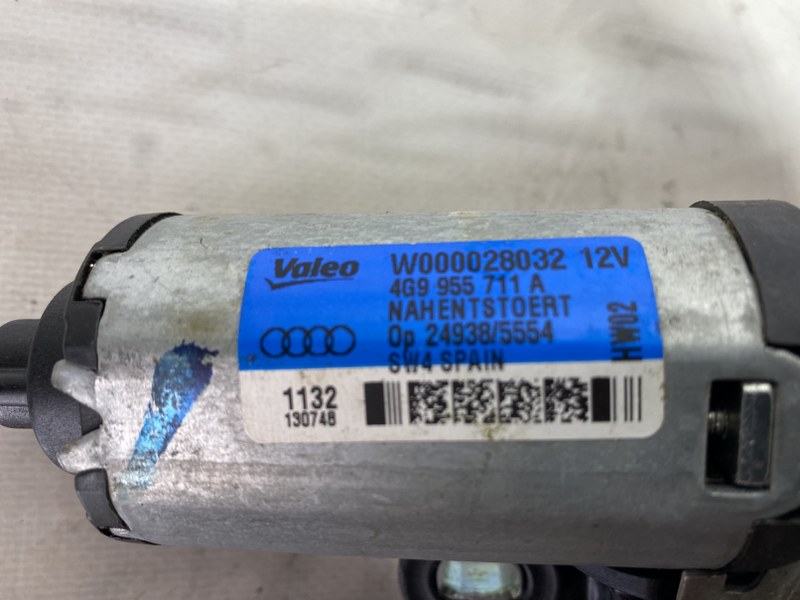 Valeo W000028032 12V
4G9 955 711 A
NAHENTSTOERT
Op 24938/5554
SW4 SPAIN
HW02
1132
130748